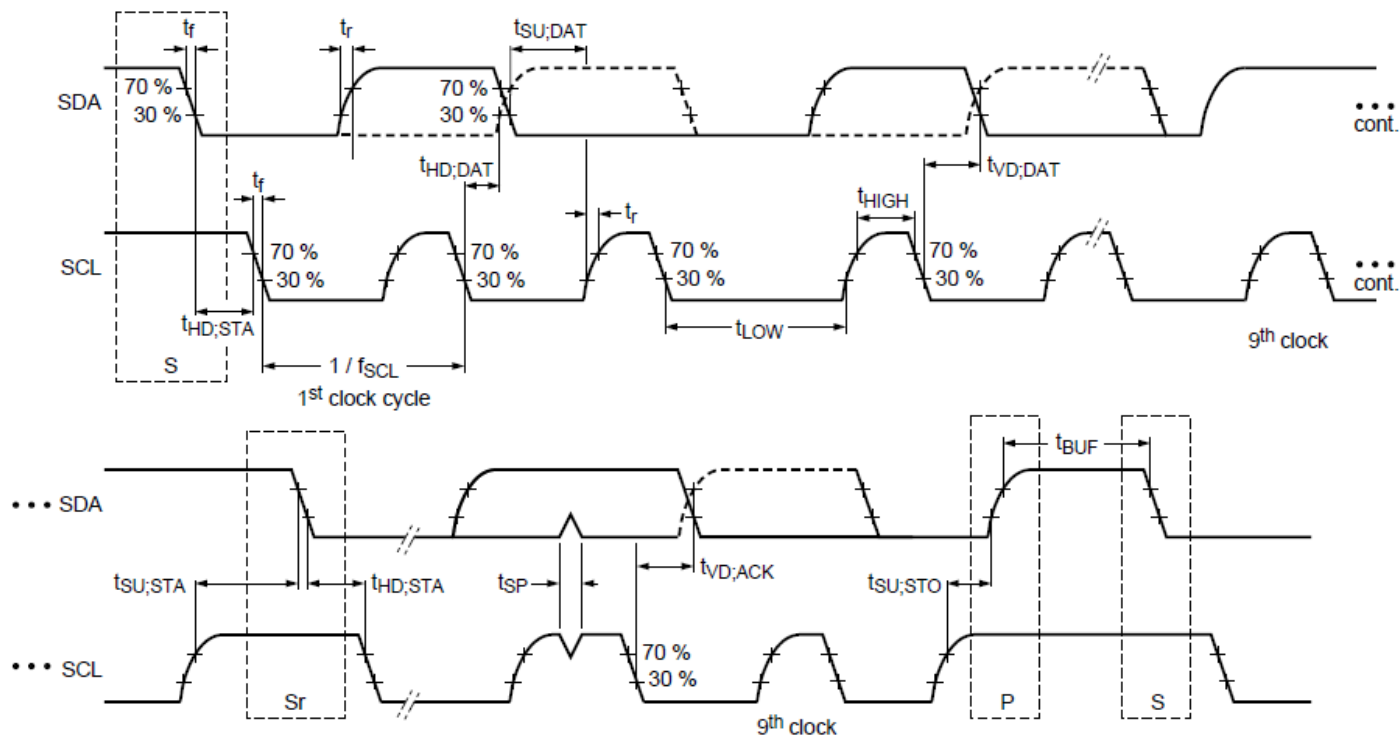 tf tr tSU;DAT
70 % 70 %
SDA 30 % 30 % ••• cont.
tHD;DAT tVD;DAT
tf tr tHIGH
70 % 70 % 70 % 70 %
SCL 30 % 30 % 30 % 30 % ••• cont.
tHD;STA tLOW
S 1 / fSCL 9th clock
1st clock cycle
tBUF
••• SDA
tSU;STA tHD;STA tSP tVD;ACK tSU;STO
70 %
••• SCL 30 %
Sr P S
9th clock